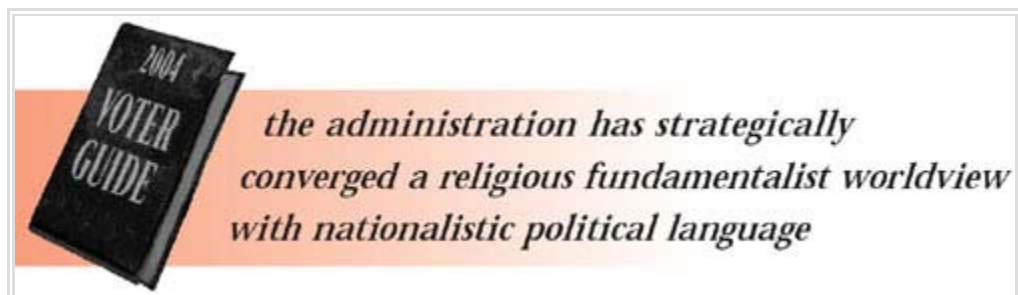 2004
VOTER
GUIDE
the administration has strategically
converged a religious fundamentalist worldview
with nationalistic political language